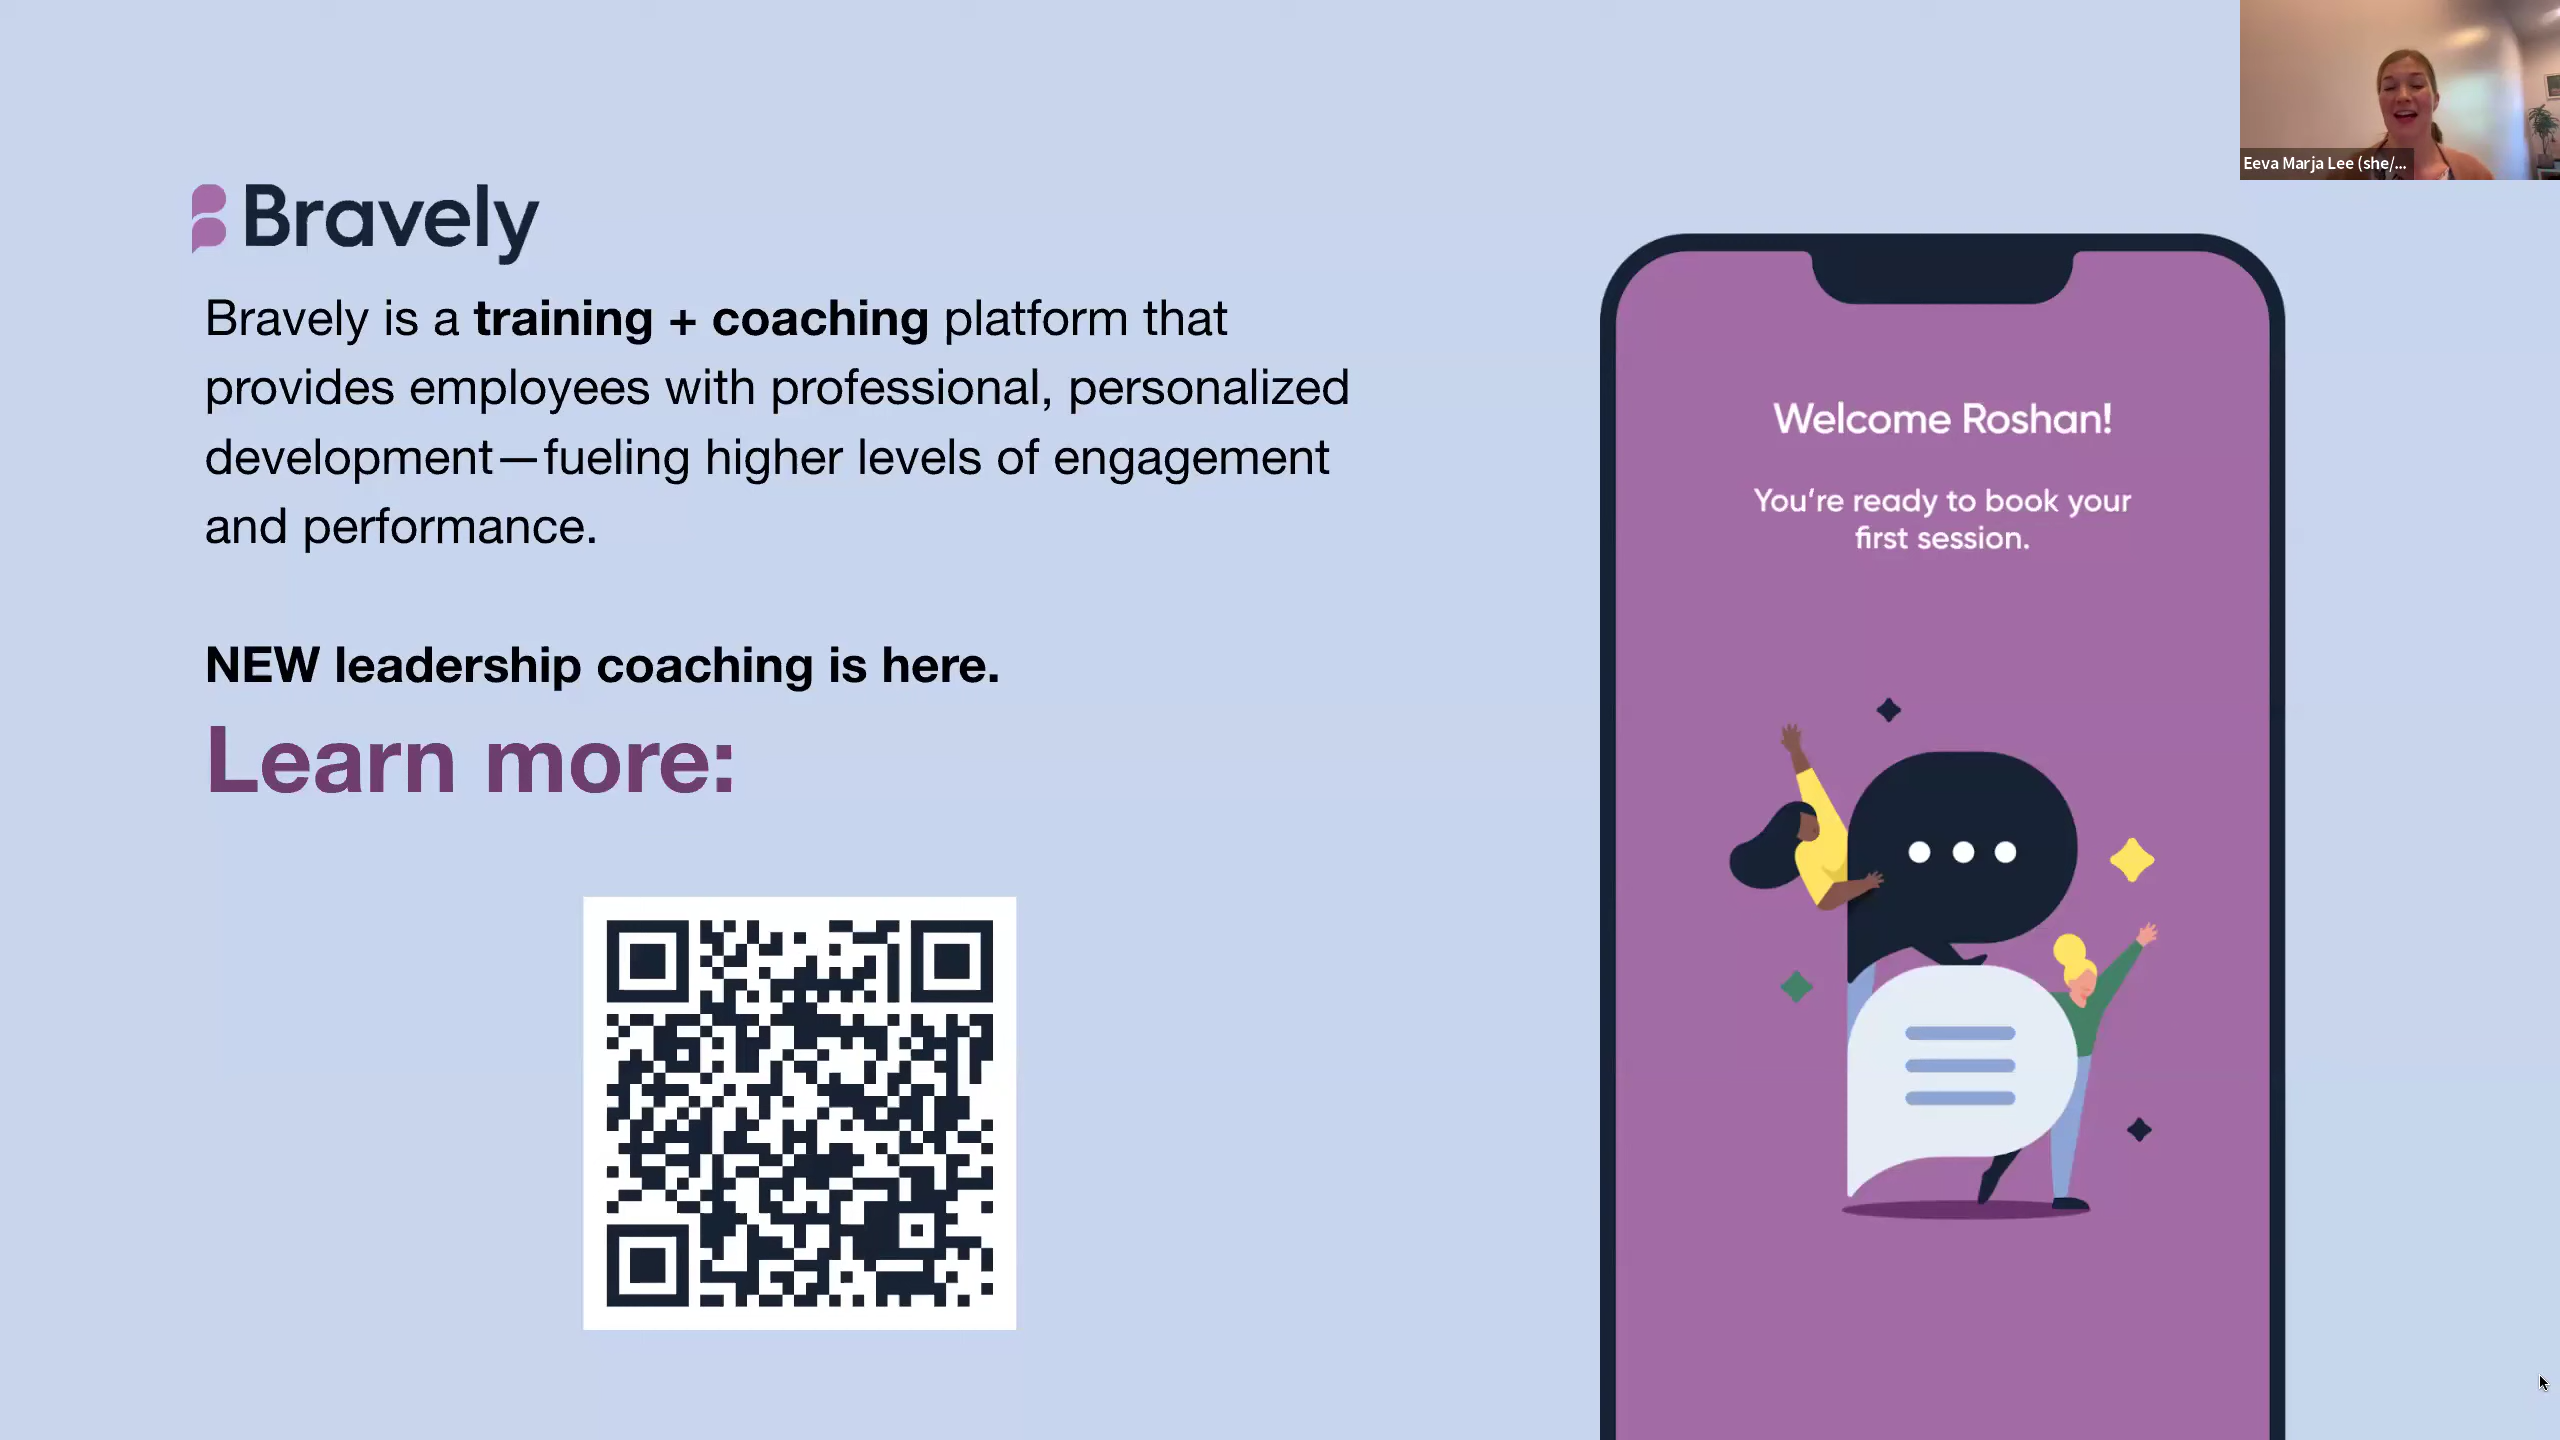 Bravely
Bravely is a training + coaching platform that
provides employees with professional, personalized
development—fueling higher levels of engagement
and performance.
NEW leadership coaching is here.
Learn more:
Welcome Roshan!
You’re ready to book your
first session.
Eeva Marja Lee (she/...